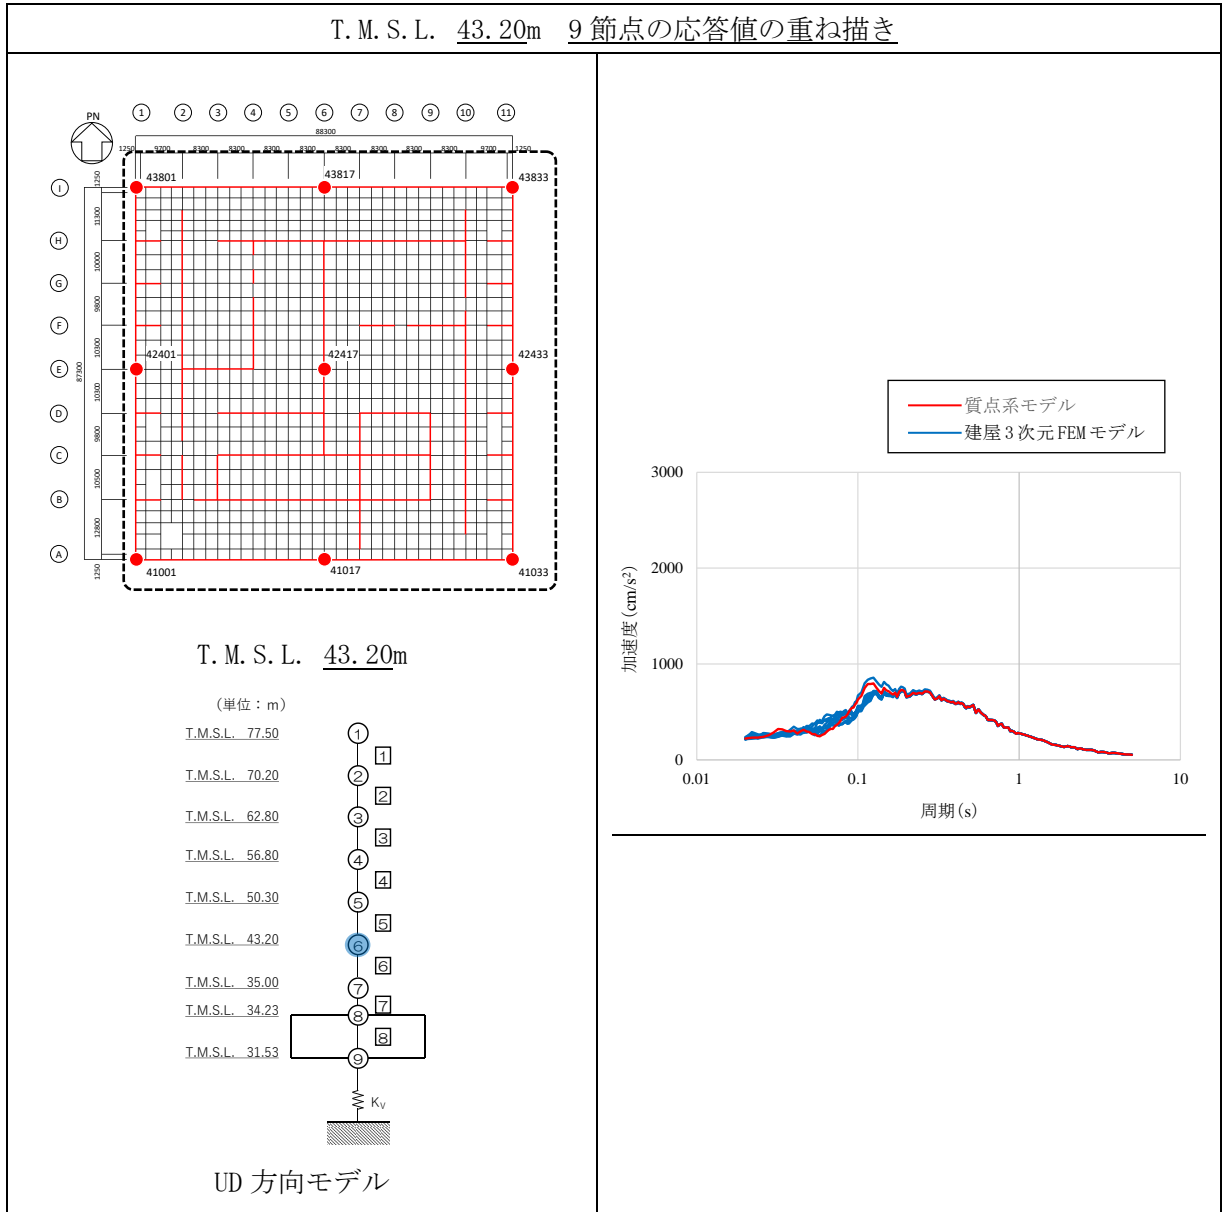 T.M.S.L. 43.20m 9節点の応答値の重ね描き
PN
① ② ③ ④ ⑤ ⑥ ⑦ ⑧ ⑨ ⑩ ⑪
88300
1250 9700 8300 8300 8300 8300 8300 8300 8300 8300 9700 1250
I
H
G
F
E
D
C
B
A
1250
11300
10000
9800
10300
10300
9800
10500
12800
1250
87300
43801 43817 43833
42401 42417 42433
41001 41017 41033
T.M.S.L. 43.20m
(単位:m)
T.M.S.L. 77.50 ①
1
T.M.S.L. 70.20 ②
2
T.M.S.L. 62.80 ③
3
T.M.S.L. 56.80 ④
4
T.M.S.L. 50.30 ⑤
5
T.M.S.L. 43.20 ⑥
6
T.M.S.L. 35.00 ⑦
7
T.M.S.L. 34.23 ⑧
8
T.M.S.L. 31.53 ⑨
KV
UD 方向モデル
質点系モデル
建屋3次元FEMモデル
3000
2000
1000
0
加速度(cm/s²)
0.01 0.1 1 10
周期(s)